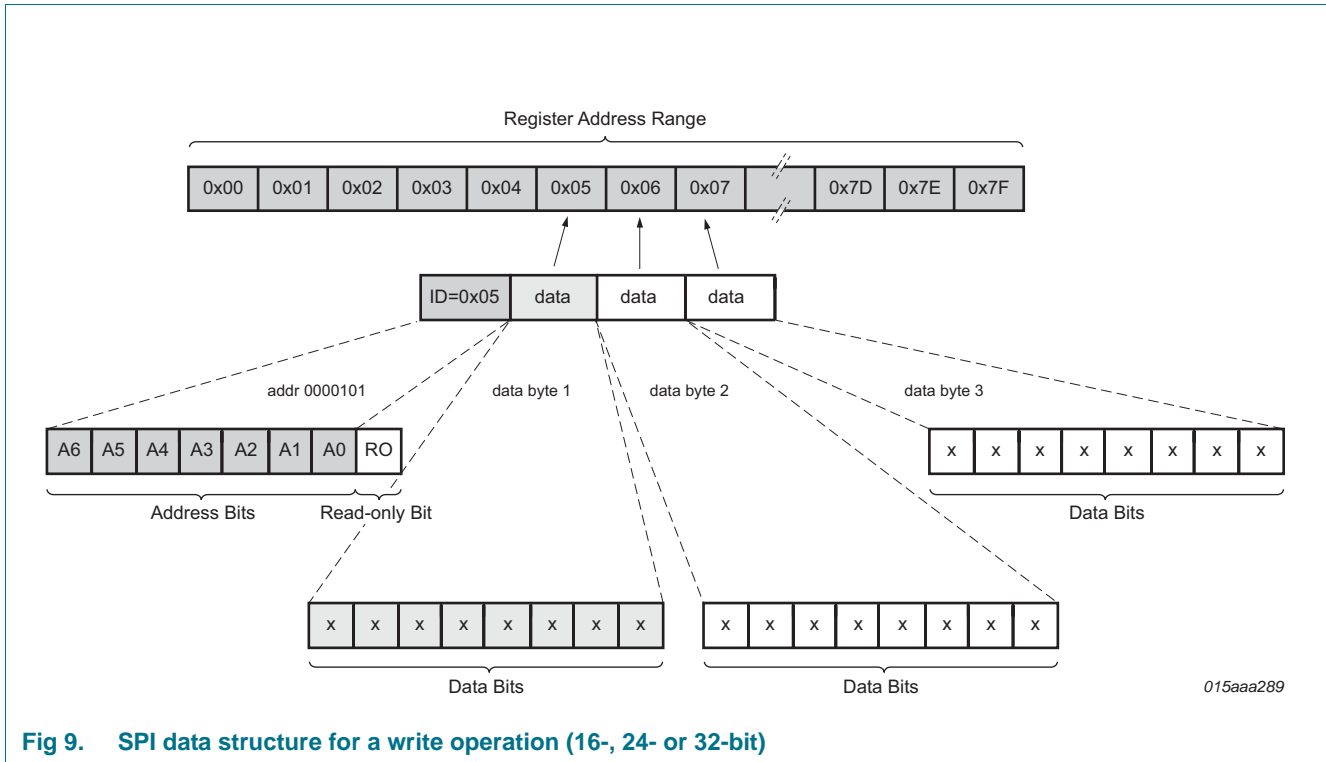 Register Address Range
0x00 0x01 0x02 0x03 0x04 0x05 0x06 0x07 0x7D 0x7E 0x7F
ID=0x05 data data data
addr 0000101 data byte 1 data byte 2 data byte 3
A6 A5 A4 A3 A2 A1 A0 RO x x x x x x x x
Address Bits Read-only Bit Data Bits
x x x x x x x x x x x x x x x x
Data Bits Data Bits 015aaa289
Fig 9. SPI data structure for a write operation (16-, 24- or 32-bit)